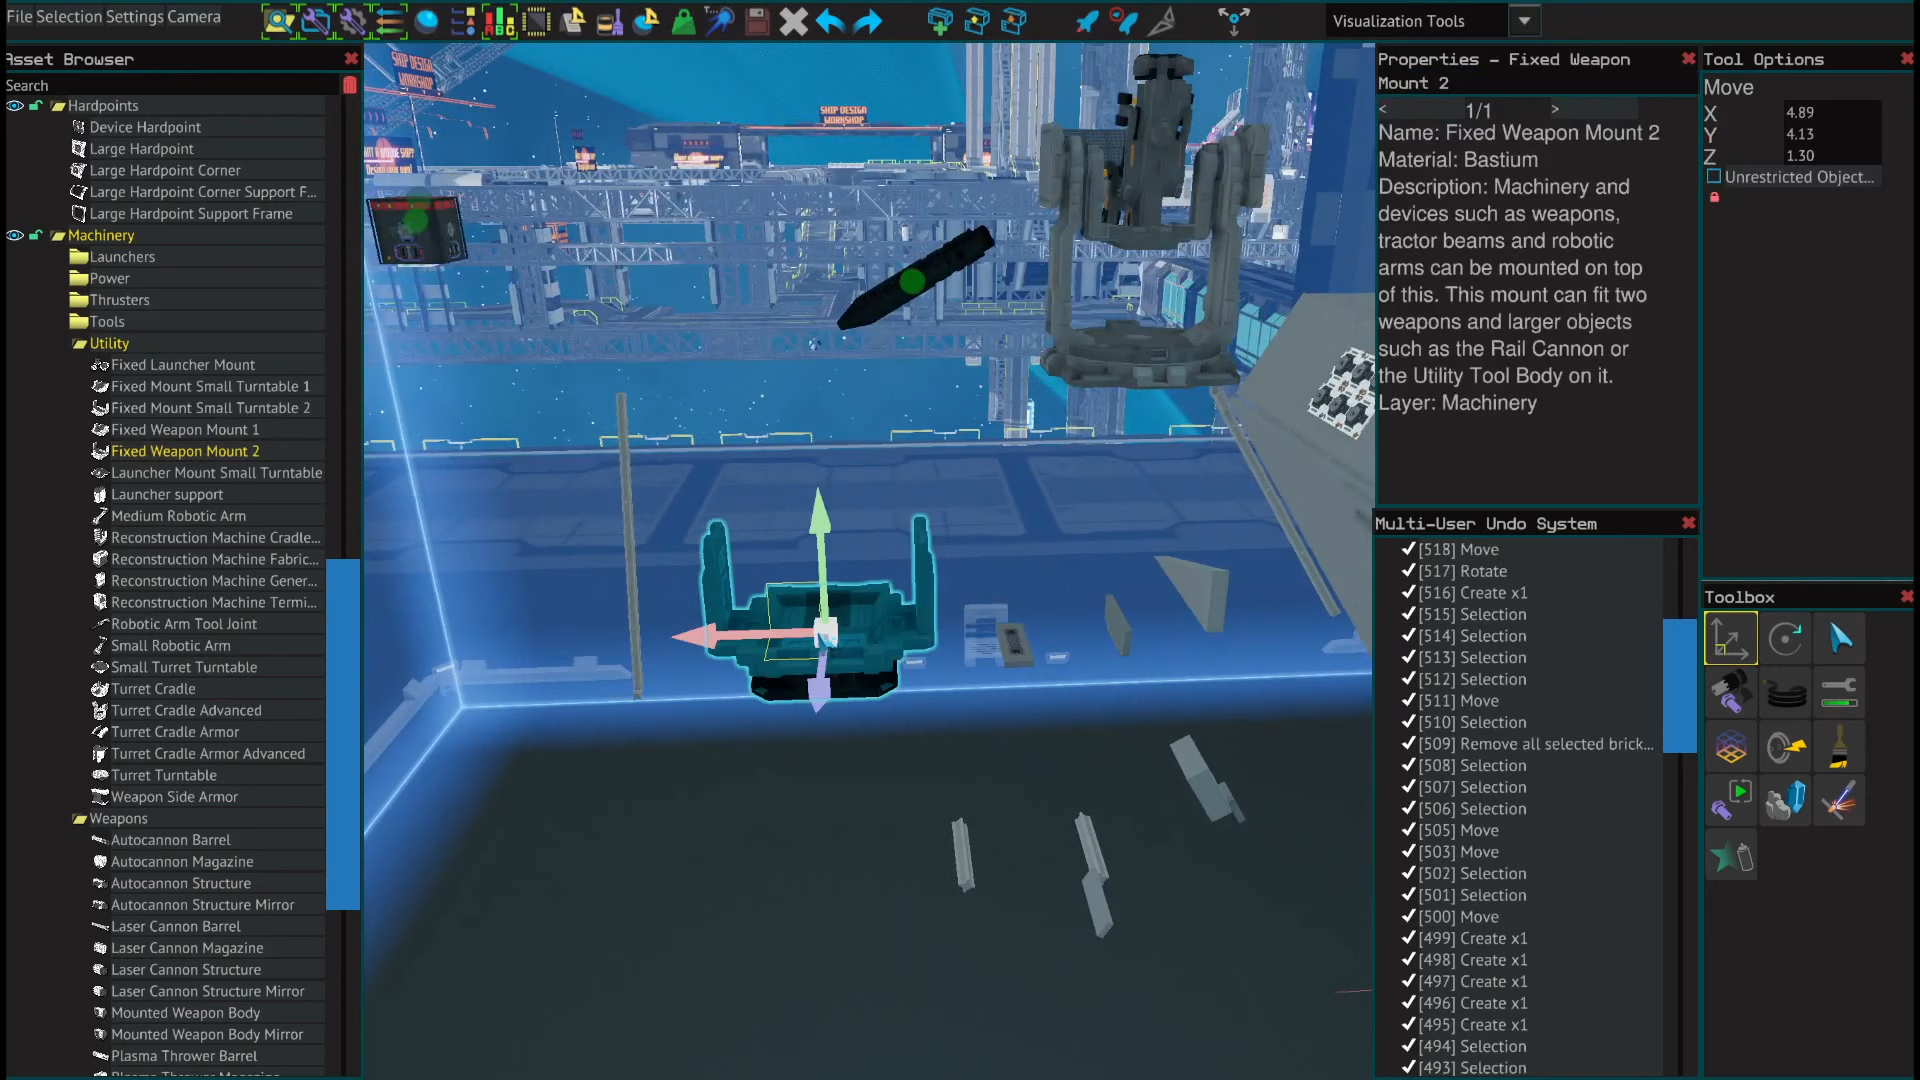 File Selection Settings Camera
Visualization Tools
Asset Browser
Search
Hardpoints
Device Hardpoint
Large Hardpoint
Large Hardpoint Corner
Large Hardpoint Corner Support F...
Large Hardpoint Support Frame
Machinery
Launchers
Power
Thrusters
Tools
Utility
Fixed Launcher Mount
Fixed Mount Small Turntable 1
Fixed Mount Small Turntable 2
Fixed Weapon Mount 1
Fixed Weapon Mount 2
Launcher Mount Small Turntable
Launcher support
Medium Robotic Arm
Reconstruction Machine Cradle...
Reconstruction Machine Fabric...
Reconstruction Machine Gener...
Reconstruction Machine Termi...
Robotic Arm Tool Joint
Small Robotic Arm
Small Turret Turntable
Turret Cradle
Turret Cradle Advanced
Turret Cradle Armor
Turret Cradle Armor Advanced
Turret Turntable
Weapon Side Armor
Weapons
Autocannon Barrel
Autocannon Magazine
Autocannon Structure
Autocannon Structure Mirror
Laser Cannon Barrel
Laser Cannon Magazine
Laser Cannon Structure
Laser Cannon Structure Mirror
Mounted Weapon Body
Mounted Weapon Body Mirror
Plasma Thrower Barrel
SHIP DESIGN
WORKSHOP
SHIP DESIGN
WORKSHOP
Properties - Fixed Weapon
Mount 2
< 1/1 >
Name: Fixed Weapon Mount 2
Material: Bastium
Description: Machinery and
devices such as weapons,
tractor beams and robotic
arms can be mounted on top
of this. This mount can fit two
weapons and larger objects
such as the Rail Cannon or
the Utility Tool Body on it.
Layer: Machinery
Multi-User Undo System
[518] Move
[517] Rotate
[516] Create x1
[515] Selection
[514] Selection
[513] Selection
[512] Selection
[511] Move
[510] Selection
[509] Remove all selected brick...
[508] Selection
[507] Selection
[506] Selection
[505] Move
[503] Move
[502] Selection
[501] Selection
[500] Move
[499] Create x1
[498] Create x1
[497] Create x1
[496] Create x1
[495] Create x1
[494] Selection
[493] Selection
Tool Options
Move
X 4.89
Y 4.13
Z 1.30
Unrestricted Object...
Toolbox